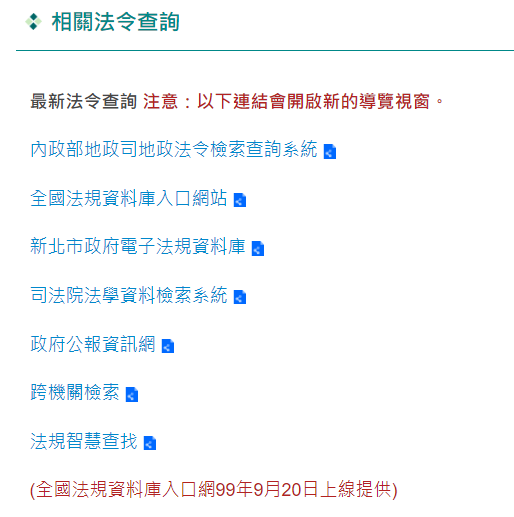 相關法令查詢
最新法令查詢 注意：以下連結會開啟新的導覽視窗。
內政部地政司地政法令檢索查詢系統
全國法規資料庫入口網站
新北市政府電子法規資料庫
司法院法學資料檢索系統
政府公報資訊網
跨機關檢索
法規智慧查找
(全國法規資料庫入口網99年9月20日上線提供)